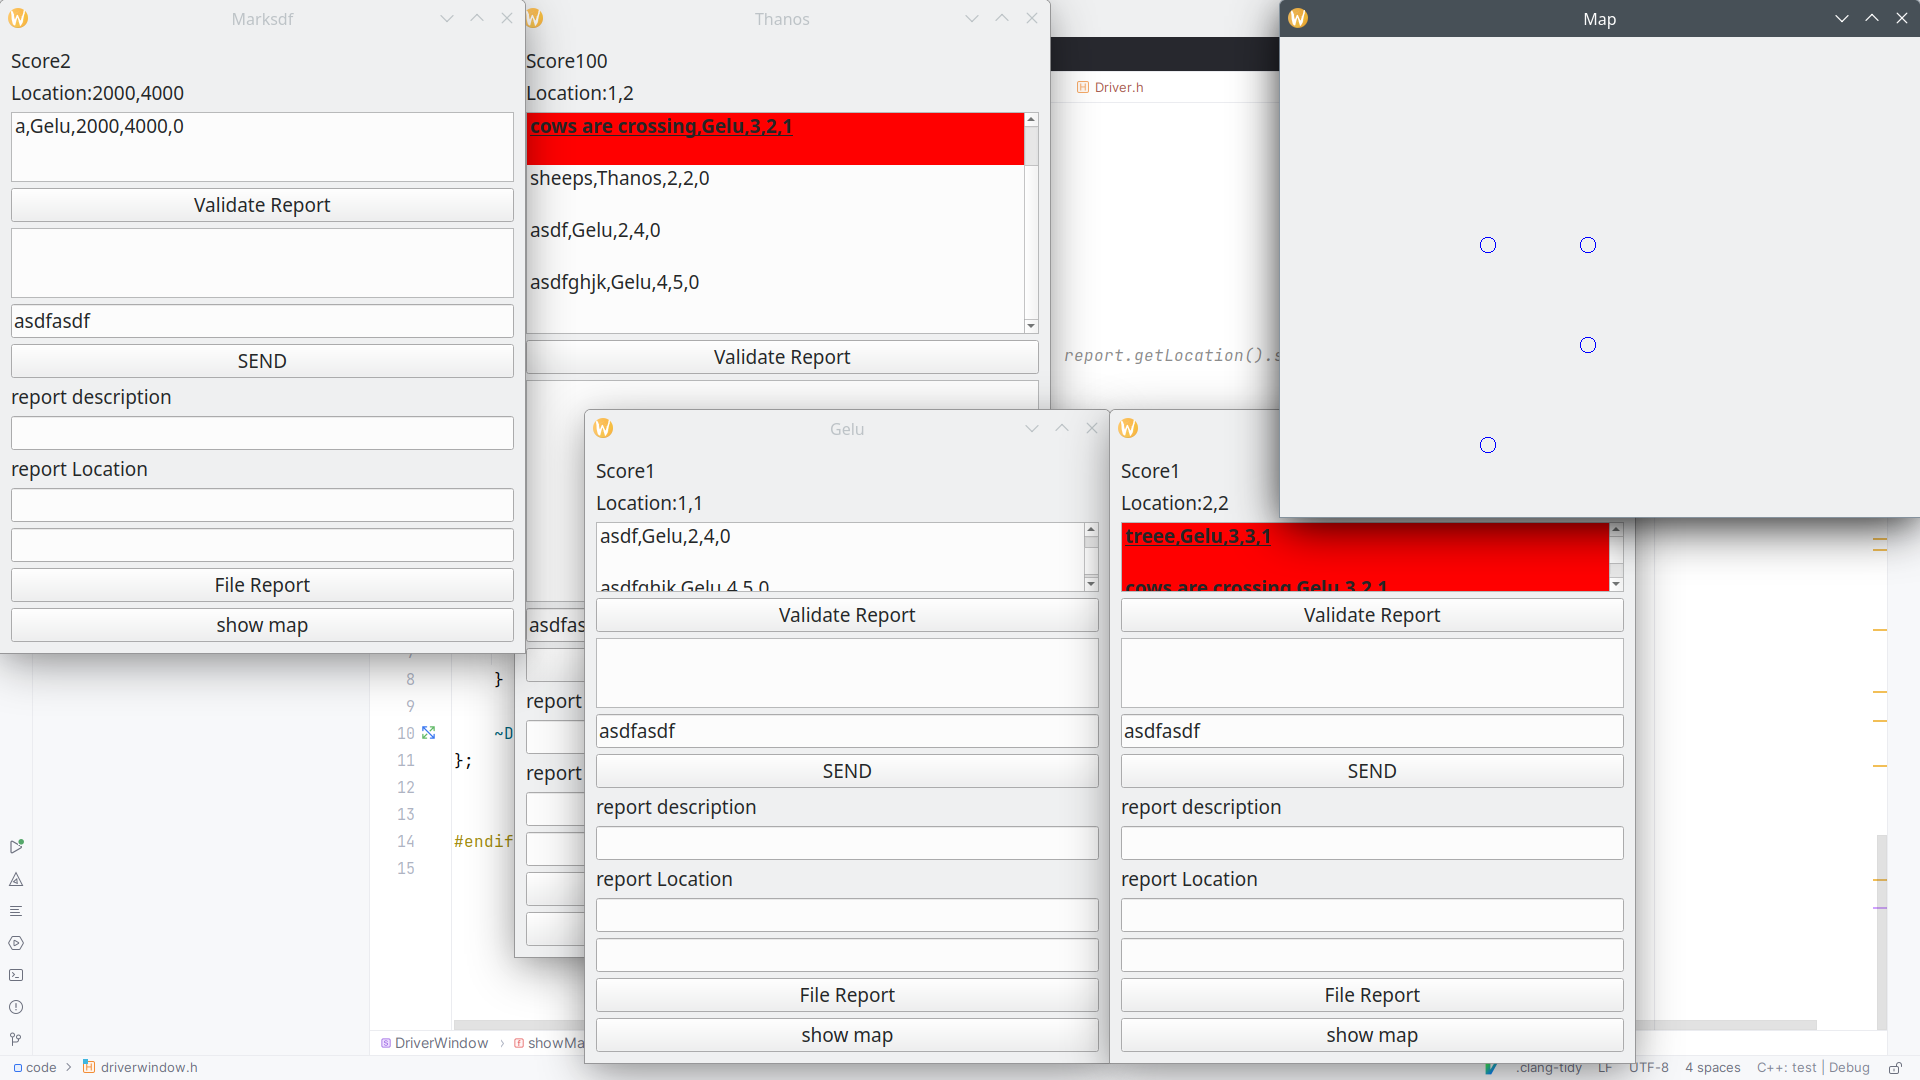 Marksdf
Score2
Location:2000,4000
a,Gelu,2000,4000,0
Validate Report
asdfasdf
SEND
report description
report Location
File Report
show map
Thanos
Score100
Location:1,2
cows are crossing,Gelu,3,2,1
sheeps,Thanos,2,2,0
asdf,Gelu,2,4,0
asdfghjk,Gelu,4,5,0
Validate Report
asdfas
report
report
Driver.h
report.getLocation().s
Map
Gelu
Score1
Location:1,1
asdf,Gelu,2,4,0
asdfghjk,Gelu,4,5,0
Validate Report
asdfasdf
SEND
report description
report Location
File Report
show map
Score1
Location:2,2
treee,Gelu,3,3,1
cows are crossing,Gelu,3,2,1
Validate Report
asdfasdf
SEND
report description
report Location
File Report
show map
8 }
9
10 ~D
11 };
12
13
14 #endif
15
DriverWindow › showMa
code > driverwindow.h
.clang-tidy LF UTF-8 4 spaces C++: test | Debug